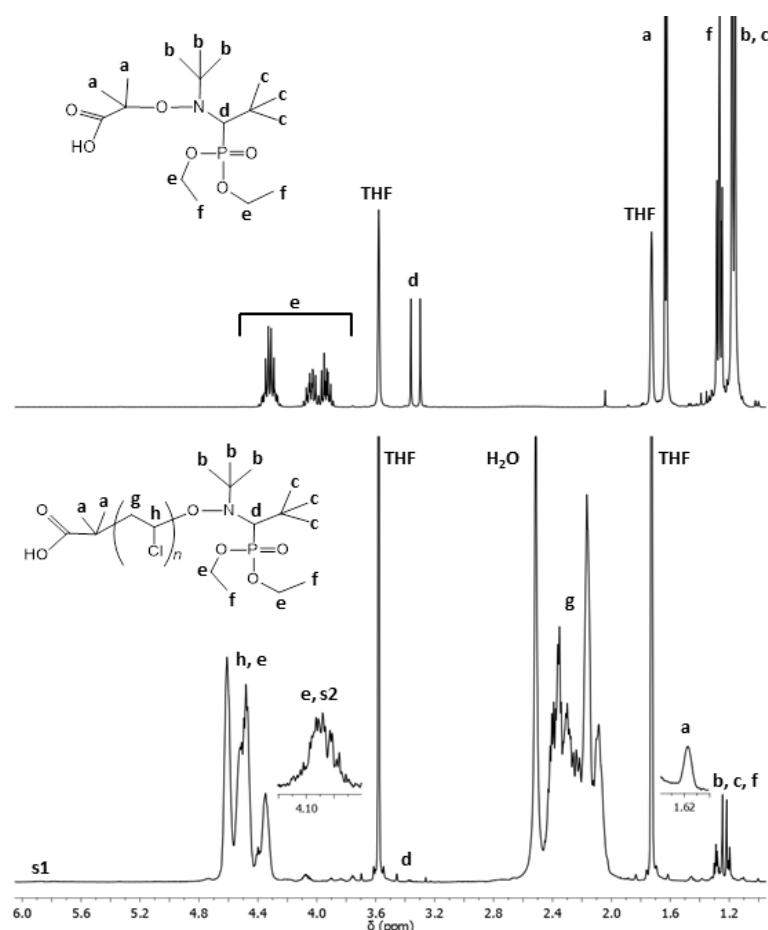 b
b b
a a c
c
O O N d c
HO O P O
e O f
f e
THF
e
d
THF
a f b, c
b
b b
g a a h O N d c
c
c
O HO Cl n O P O
e O f
f e
THF
H₂O
THF
h, e
e, s2
4.10
g
a
1.62
b, c, f
s1
d
6.0 5.2 4.8 4.4 4.0 3.6 3.2 2.8 2.4 2.0 1.6 1.2
δ (ppm)